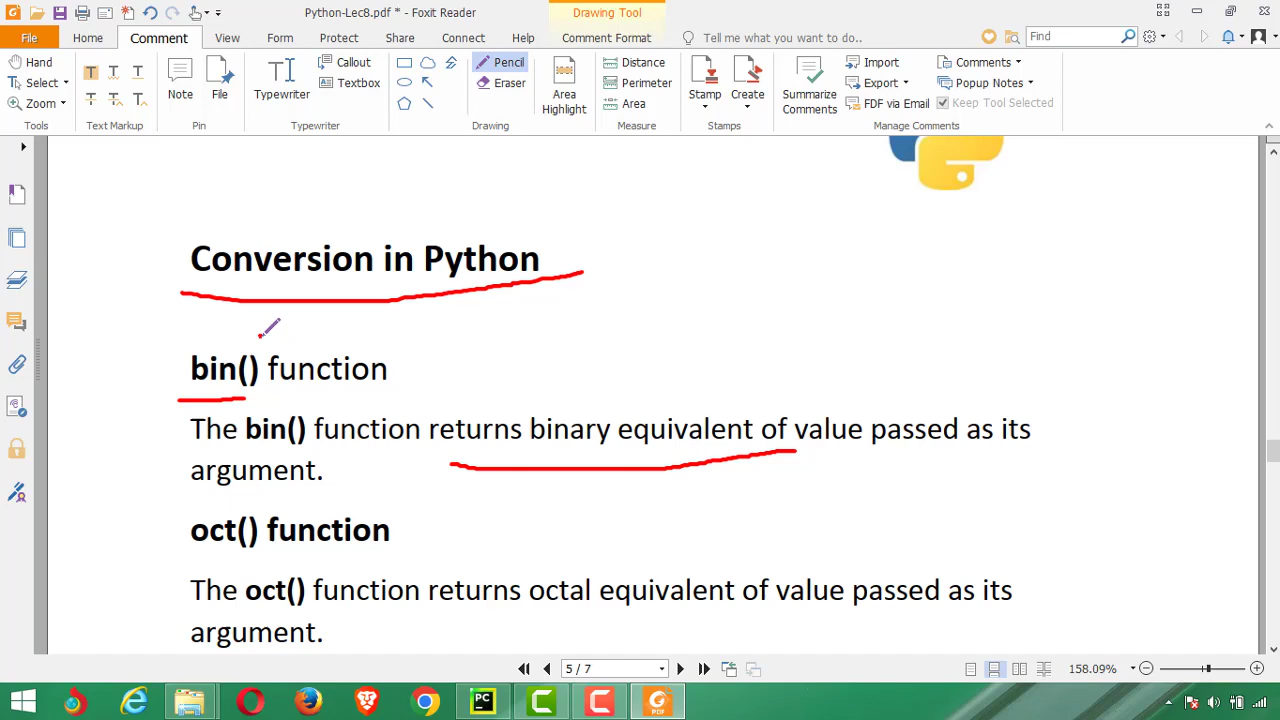 Python-Lec8.pdf * - Foxit Reader
Drawing Tool
File Home Comment View Form Protect Share Connect Help Comment Format Tell me what you want to do.. Find
Hand
Select
Zoom
Tools
Text Markup
Note
File
Pin
Typewriter
Callout
Textbox
Typewriter
Pencil
Eraser
Drawing
Area
Highlight
Distance
Perimeter
Area
Measure
Stamp
Create
Stamps
Summarize
Comments
Import
Export
FDF via Email
Comments
Popup Notes
Keep Tool Selected
Manage Comments
Conversion in Python
bin() function
The bin() function returns binary equivalent of value passed as its
argument.
oct() function
The oct() function returns octal equivalent of value passed as its
argument.
5 / 7
158.09%
PC
PDF